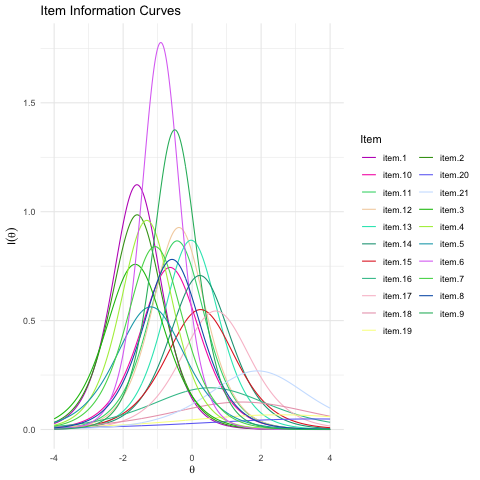 Item Information Curves
I(θ)
1.5
1.0
0.5
0.0
-4
-2
0
2
4
θ
Item
item.1
item.10
item.11
item.12
item.13
item.14
item.15
item.16
item.17
item.18
item.19
item.2
item.20
item.21
item.3
item.4
item.5
item.6
item.7
item.8
item.9